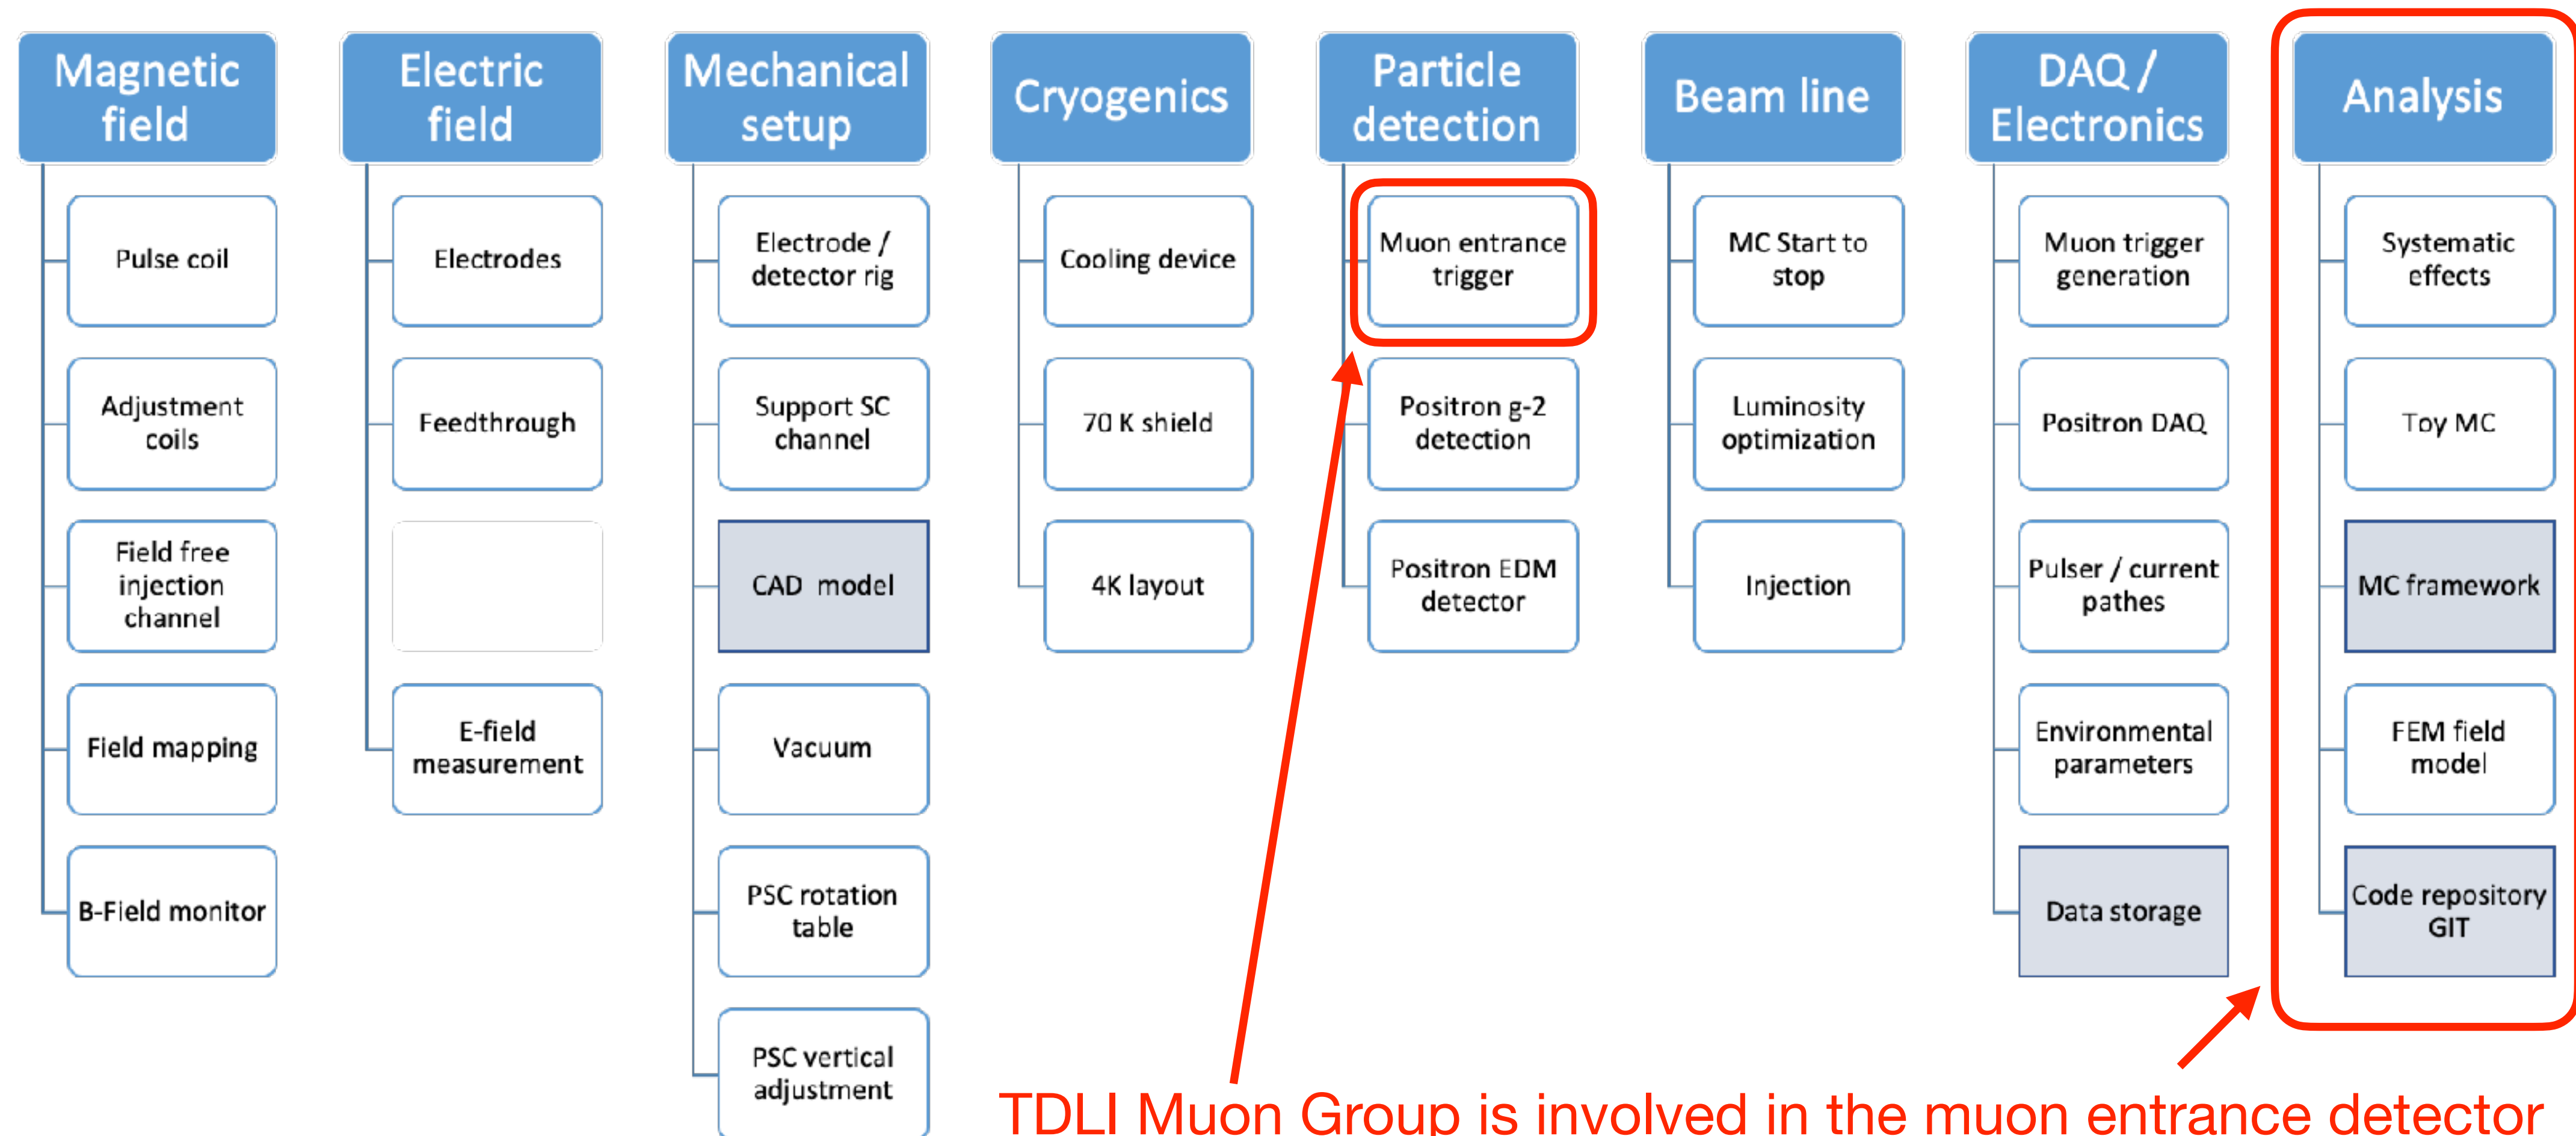 Magnetic
field
Pulse coil
Adjustment
coils
Field free
injection
channel
Field mapping
B-Field monitor
Electric
field
Electrodes
Feedthrough
E-field
measurement
Mechanical
setup
Electrode /
detector rig
Support SC
channel
CAD model
Vacuum
PSC rotation
table
PSC vertical
adjustment
Cryogenics
Cooling device
70 K shield
4K layout
Particle
detection
Muon entrance
trigger
Positron g-2
detection
Positron EDM
detector
Beam line
MC Start to
stop
Luminosity
optimization
Injection
DAQ /
Electronics
Muon trigger
generation
Positron DAQ
Pulser / current
pathes
Environmental
parameters
Data storage
Analysis
Systematic
effects
Toy MC
MC framework
FEM field
model
Code repository
GIT
TDLI Muon Group is involved in the muon entrance detector